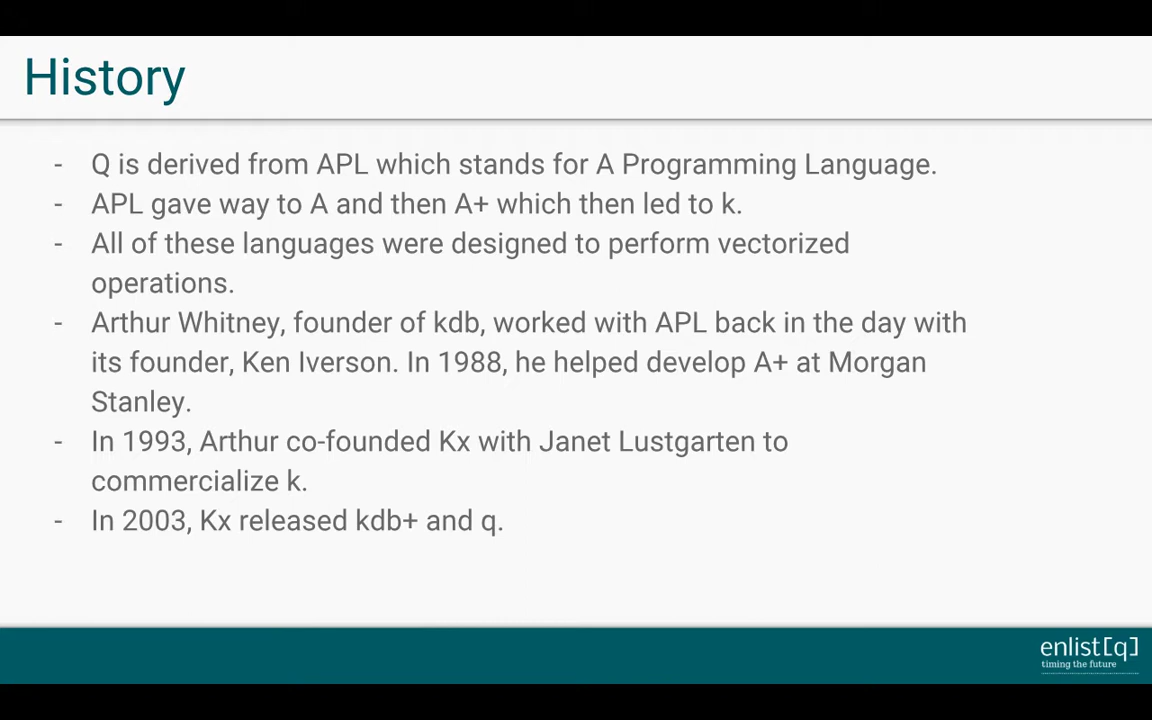 History
- Q is derived from APL which stands for A Programming Language.
- APL gave way to A and then A+ which then led to k.
- All of these languages were designed to perform vectorized
operations.
- Arthur Whitney, founder of kdb, worked with APL back in the day with
its founder, Ken Iverson. In 1988, he helped develop A+ at Morgan
Stanley.
- In 1993, Arthur co-founded Kx with Janet Lustgarten to
commercialize k.
- In 2003, Kx released kdb+ and q.
enlist[q]
timing the future